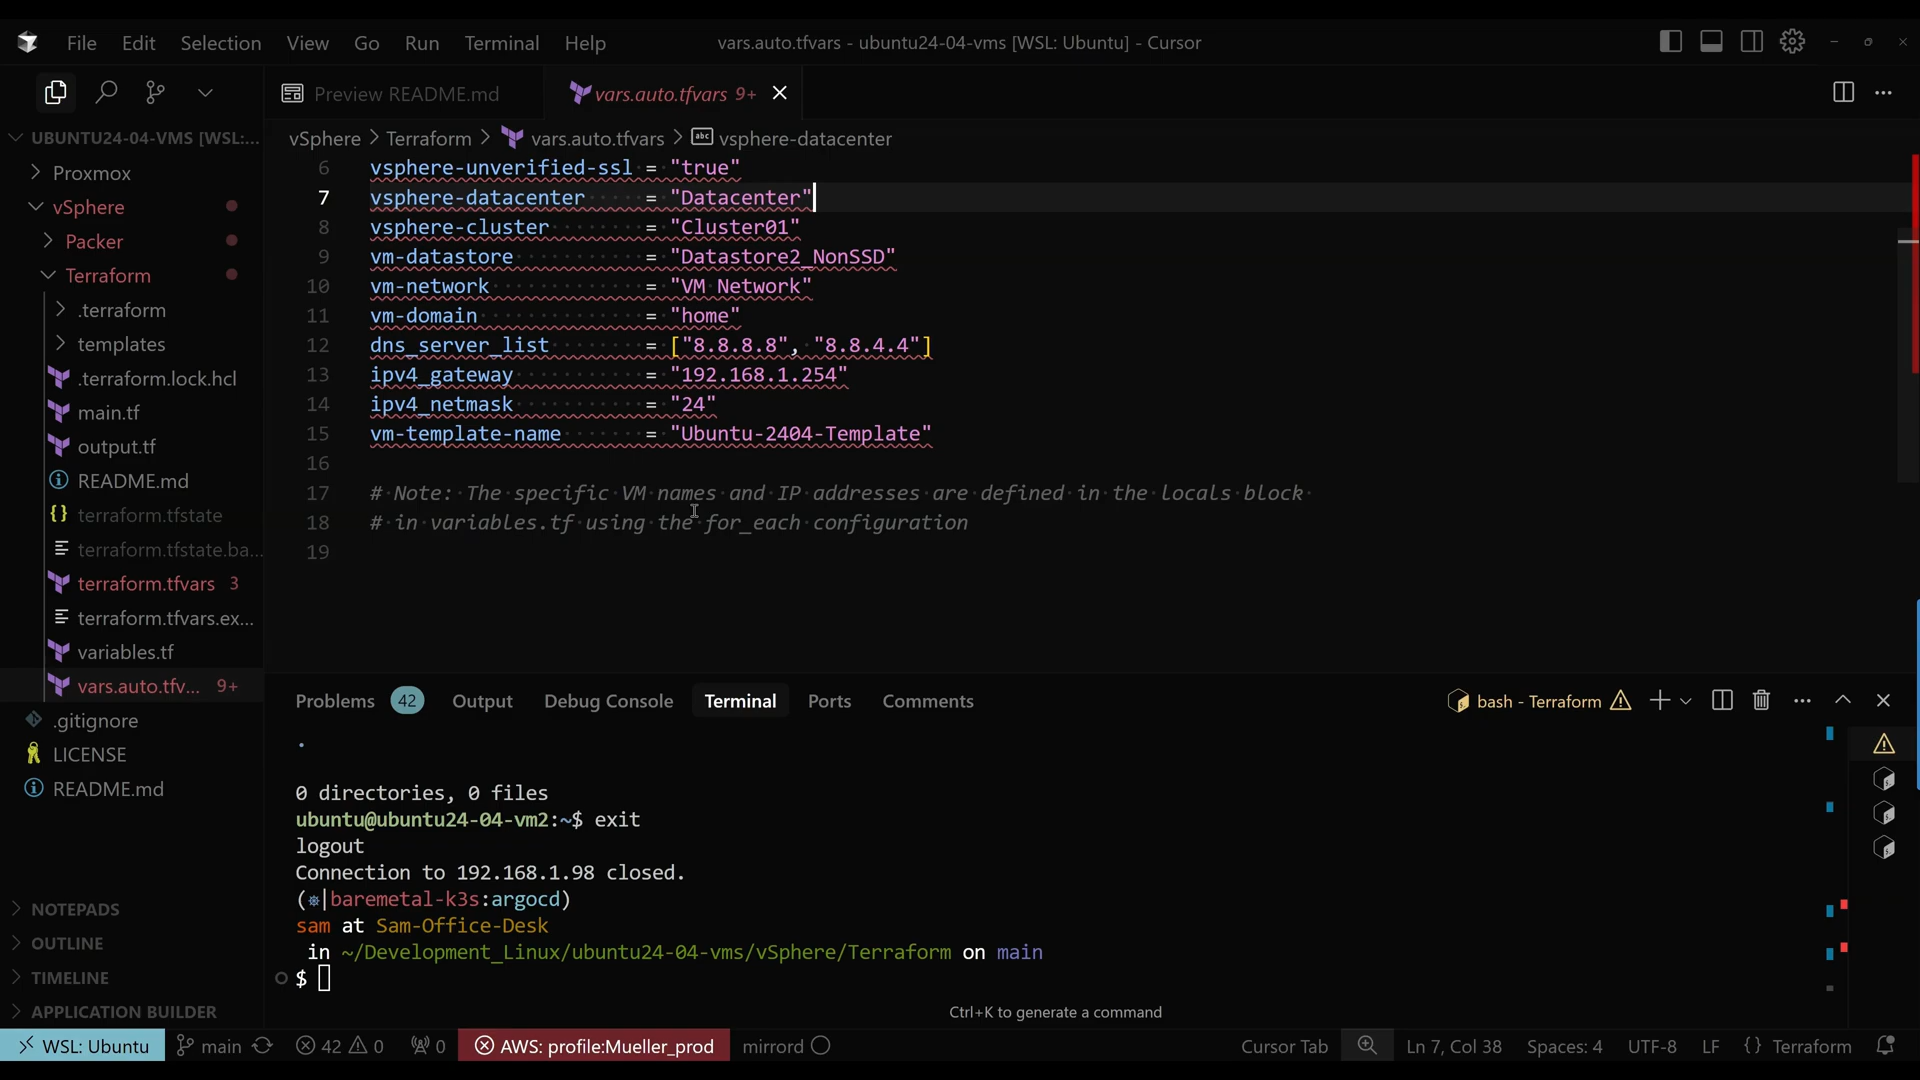 File Edit Selection View Go Run Terminal Help
vars.auto.tfvars - ubuntu24-04-vms [WSL: Ubuntu] - Cursor
Preview README.md
vars.auto.tfvars 9+
UBUNTU24-04-VMS [WSL:...
Proxmox
vSphere
Packer
Terraform
.terraform
templates
.terraform.lock.hcl
main.tf
output.tf
README.md
terraform.tfstate
terraform.tfstate.ba...
terraform.tfvars 3
terraform.tfvars.ex...
variables.tf
vars.auto.tfv... 9+
.gitignore
LICENSE
README.md
NOTEPADS
OUTLINE
TIMELINE
APPLICATION BUILDER
vSphere > Terraform > vars.auto.tfvars > abc vsphere-datacenter
6 vsphere-unverified-ssl = "true"
7 vsphere-datacenter = "Datacenter"
8 vsphere-cluster = "Cluster01"
9 vm-datastore = "Datastore2_NonSSD"
10 vm-network = "VM Network"
11 vm-domain = "home"
12 dns_server_list = ["8.8.8.8", "8.8.4.4"]
13 ipv4_gateway = "192.168.1.254"
14 ipv4_netmask = "24"
15 vm-template-name = "Ubuntu-2404-Template"
16
17 # Note: The specific VM names and IP addresses are defined in the locals block
18 # in variables.tf using the for_each configuration
19
Problems 42 Output Debug Console Terminal Ports Comments
bash - Terraform
.
0 directories, 0 files
ubuntu@ubuntu24-04-vm2:~$ exit
logout
Connection to 192.168.1.98 closed.
(⎈|baremetal-k3s:argocd)
sam at Sam-Office-Desk
in ~/Development_Linux/ubuntu24-04-vms/vSphere/Terraform on main
$
Ctrl+K to generate a command
WSL: Ubuntu main 42 0 0 AWS: profile:Mueller_prod mirrord Cursor Tab Ln 7, Col 38 Spaces: 4 UTF-8 LF {} Terraform